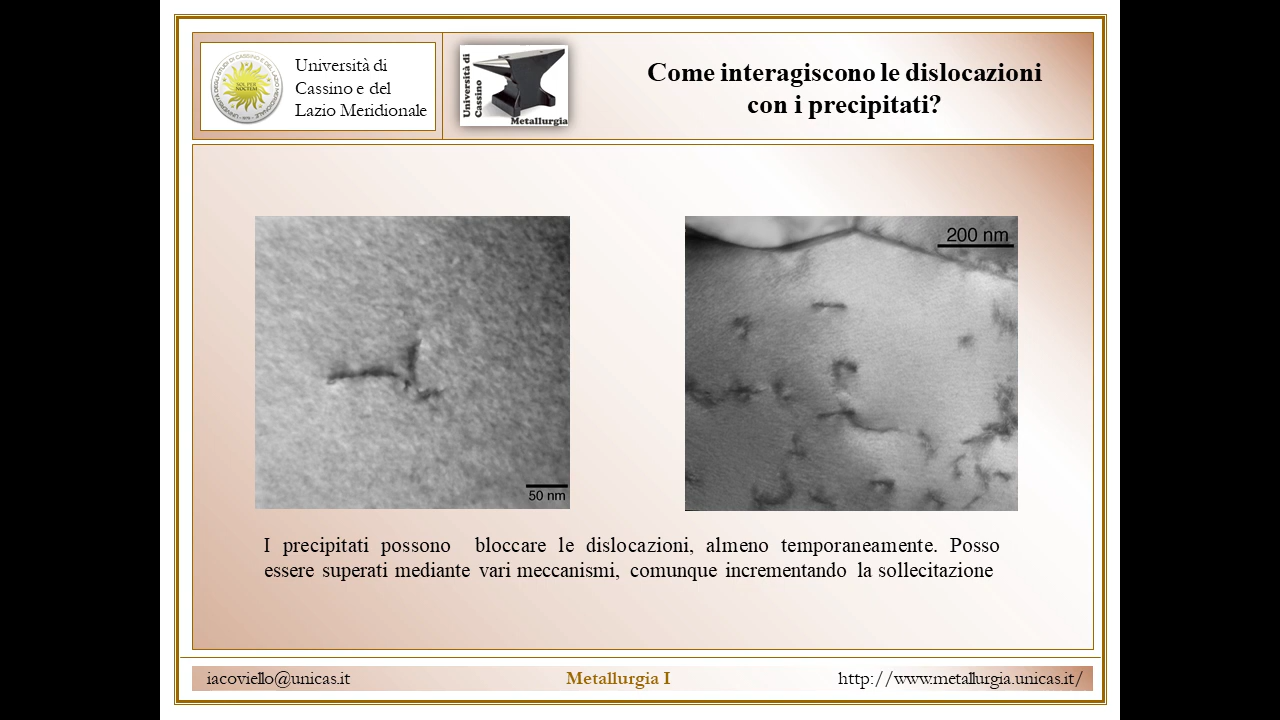 Università di
Cassino e del
Lazio Meridionale
Università di
Cassino
Metallurgia
Come interagiscono le dislocazioni
con i precipitati?
50 nm
200 nm
I precipitati possono bloccare le dislocazioni, almeno temporaneamente. Posso
essere superati mediante vari meccanismi, comunque incrementando la sollecitazione
iacoviello@unicas.it
Metallurgia I
http://www.metallurgia.unicas.it/